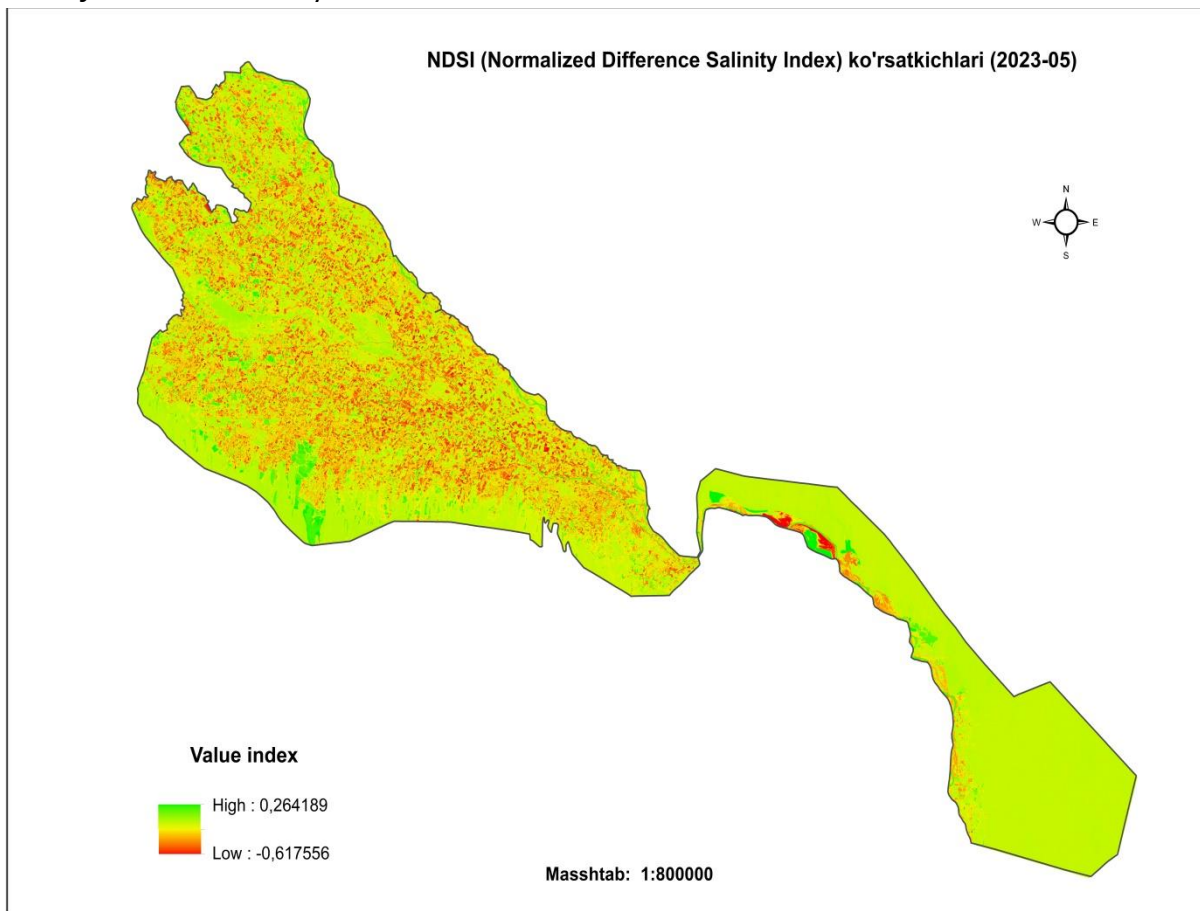 NDSI (Normalized Difference Salinity Index) ko'rsatkichlari (2023-05)
N
W E
S
Value index
High : 0,264189
Low : -0,617556
Masshtab: 1:800000